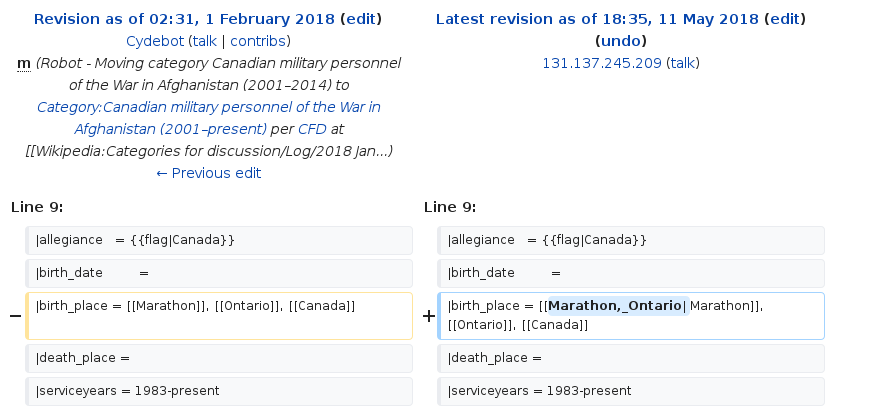 Revision as of 02:31, 1 February 2018 (edit)
Cydebot (talk | contribs)
m (Robot - Moving category Canadian military personnel
of the War in Afghanistan (2001–2014) to
Category:Canadian military personnel of the War in
Afghanistan (2001–present) per CFD at
[[Wikipedia:Categories for discussion/Log/2018 Jan...)
← Previous edit
Latest revision as of 18:35, 11 May 2018 (edit)
(undo)
131.137.245.209 (talk)
Line 9:
|allegiance = {{flag|Canada}}
|birth_date =
− |birth_place = [[Marathon]], [[Ontario]], [[Canada]]
|death_place =
|serviceyears = 1983-present
Line 9:
|allegiance = {{flag|Canada}}
|birth_date =
+ |birth_place = [[Marathon,_Ontario|Marathon]],
[[Ontario]], [[Canada]]
|death_place =
|serviceyears = 1983-present